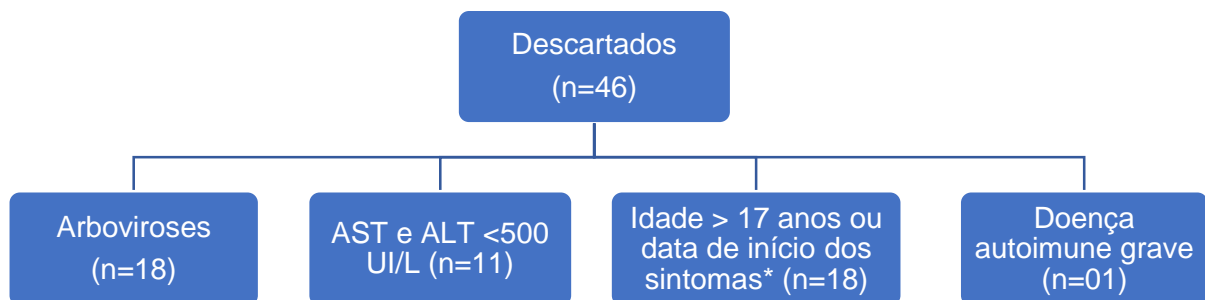 Descartados
(n=46)
Arboviroses
(n=18)
AST e ALT <500
UI/L (n=11)
Idade > 17 anos ou
data de início dos
sintomas* (n=18)
Doença
autoimune grave
(n=01)